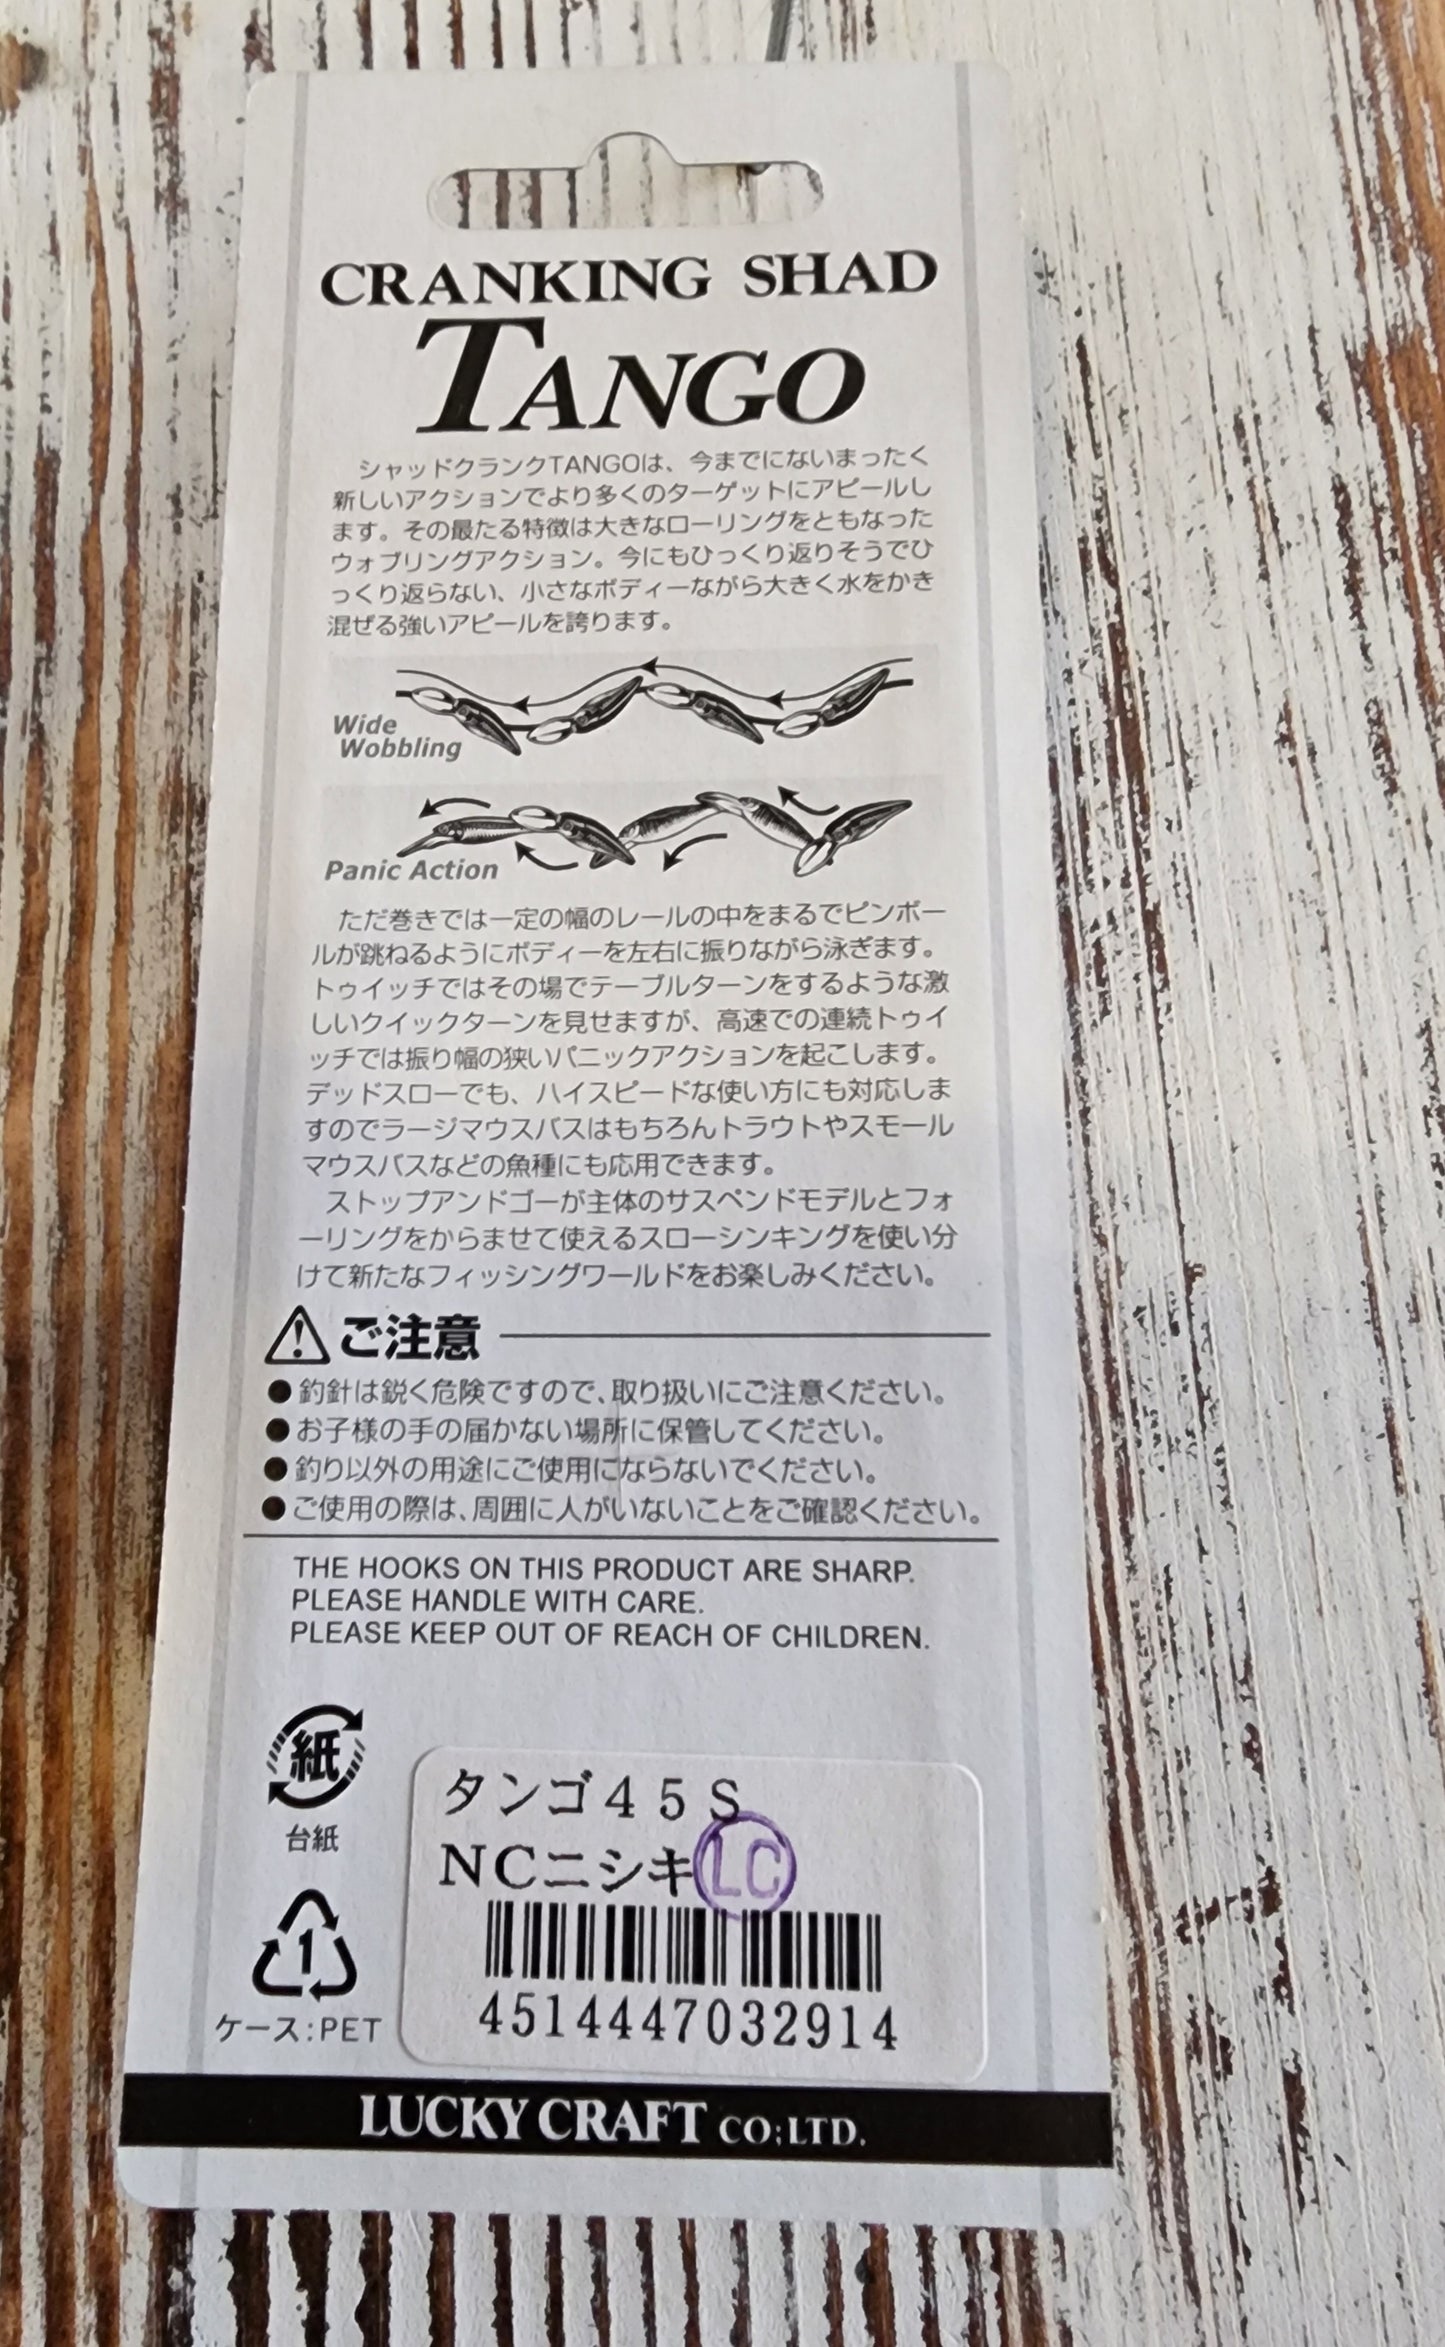 CRANKING SHAD
TANGO
シャッドクランクTANGOは、今までにないまったく
新しいアクションでより多くのターゲットにアピールし
ます。その最たる特徴は大きなローリングをともなった
ウォブリングアクション。今にもひっくり返りそうでひ
っくり返らない、小さなボディーながら大きく水をかき
混ぜる強いアピールを誇ります。
Wide
Wobbling
Panic Action
ただ巻きでは一定の幅のレールの中をまるでピンボー
ルが跳ねるようにボディーを左右に振りながら泳ぎます。
トゥイッチではその場でテーブルターンをするような激
しいクイックターンを見せますが、高速での連続トゥイ
ッチでは振り幅の狭いパニックアクションを起こします。
デッドスローでも、ハイスピードな使い方にも対応しま
すのでラージマウスバスはもちろんトラウトやスモール
マウスバスなどの魚種にも応用できます。
ストップアンドゴーが主体のサスペンドモデルとフォ
ーリングをからませて使えるスローシンキングを使い分
けて新たなフィッシングワールドをお楽しみください。
ご注意
●釣針は鋭く危険ですので、取り扱いにご注意ください。
●お子様の手の届かない場所に保管してください。
●釣り以外の用途にご使用にならないでください。
●ご使用の際は、周囲に人がいないことをご確認ください。
THE HOOKS ON THIS PRODUCT ARE SHARP.
PLEASE HANDLE WITH CARE.
PLEASE KEEP OUT OF REACH OF CHILDREN.
紙
台紙
1
ケース:PET
タンゴ45S
NCニシキ
LC
4514447032914
LUCKY CRAFT CO;LTD.